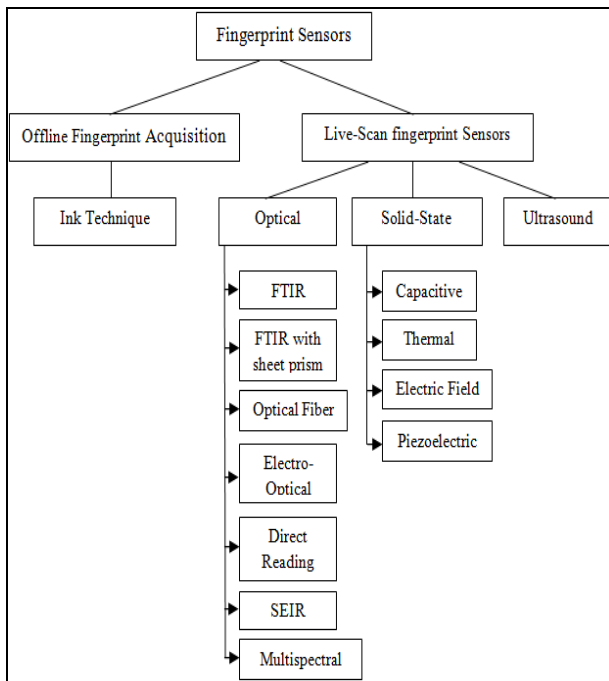 Fingerprint Sensors
Offline Fingerprint Acquisition
Live-Scan fingerprint Sensors
Ink Technique
Optical
Solid-State
Ultrasound
FTIR
FTIR with
sheet prism
Optical Fiber
Electro-
Optical
Direct
Reading
SEIR
Multispectral
Capacitive
Thermal
Electric Field
Piezoelectric